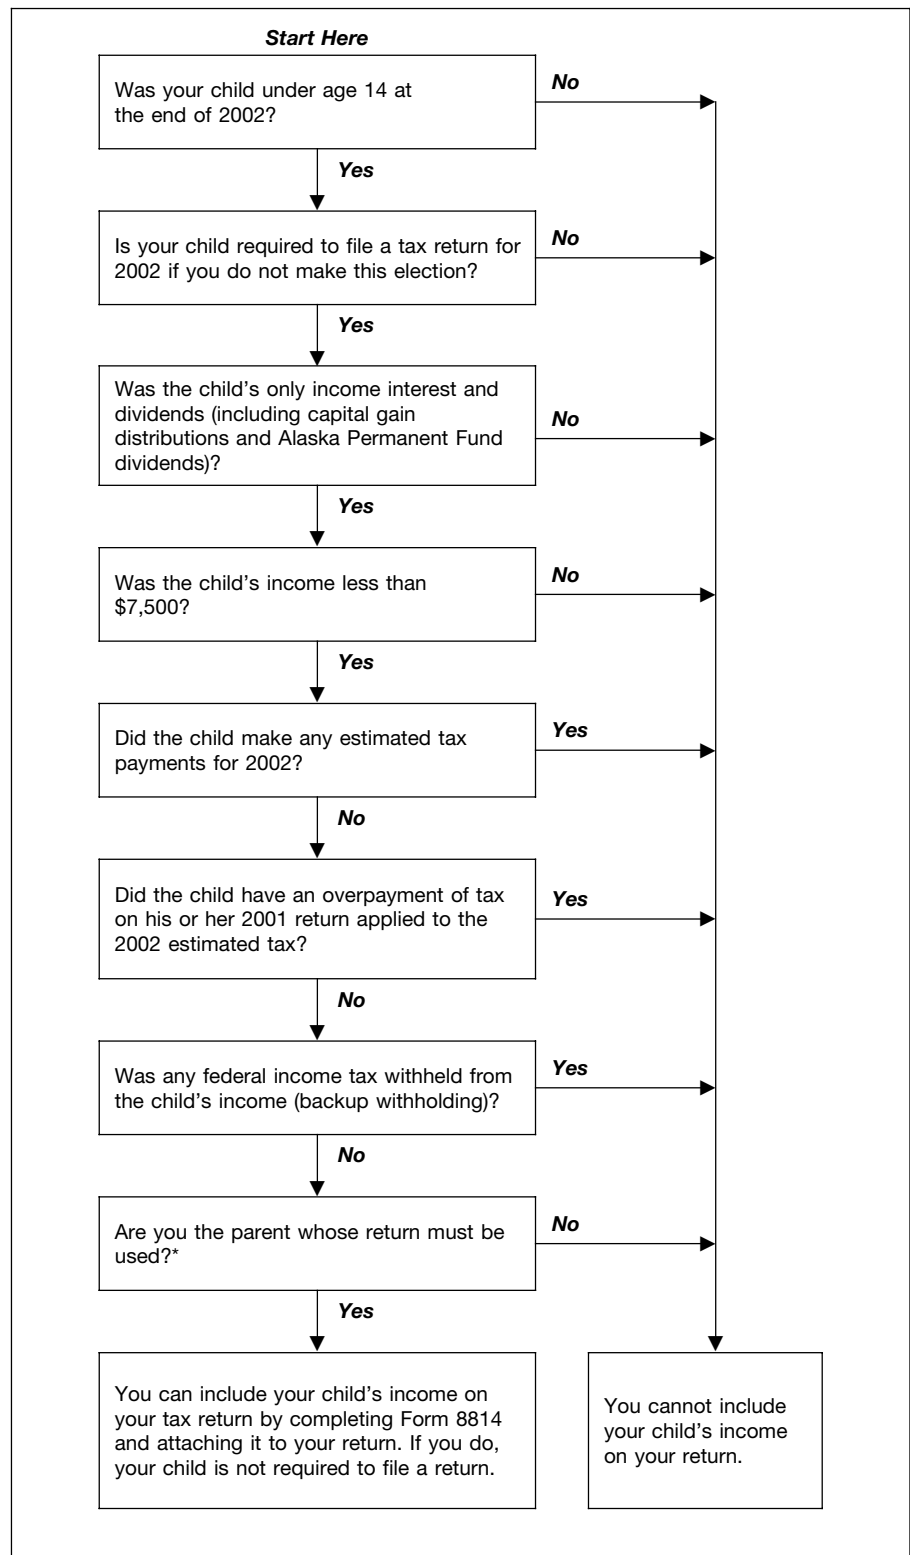 Start Here
Was your child under age 14 at
the end of 2002?
No
Yes
Is your child required to file a tax return for
2002 if you do not make this election?
No
Yes
Was the child's only income interest and
dividends (including capital gain
distributions and Alaska Permanent Fund
dividends)?
No
Yes
Was the child's income less than
$7,500?
No
Yes
Did the child make any estimated tax
payments for 2002?
Yes
No
Did the child have an overpayment of tax
on his or her 2001 return applied to the
2002 estimated tax?
Yes
No
Was any federal income tax withheld from
the child's income (backup withholding)?
Yes
No
Are you the parent whose return must be
used?*
No
Yes
You can include your child's income on
your tax return by completing Form 8814
and attaching it to your return. If you do,
your child is not required to file a return.
You cannot include
your child's income
on your return.